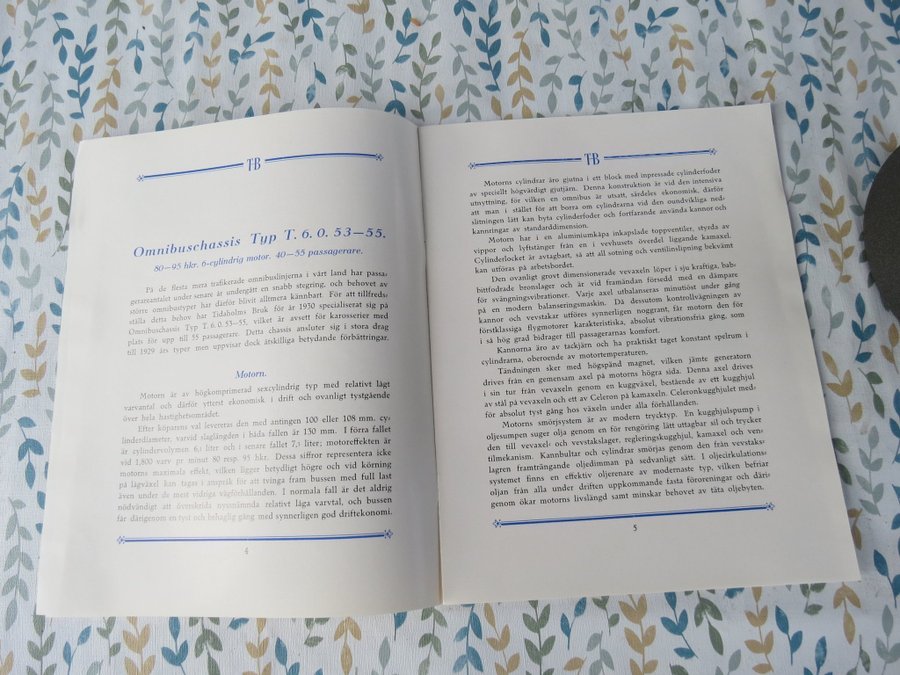 T-B
Omnibuschassis Typ T. 6. 0. 53—55.
80—95 hkr. 6-cylindrig motor. 40—55 passagerare.
På de flesta mera trafikerade omnibuslinjerna i vårt land har passa-
gerareantalet under senare år undergått en snabb stegring, och behovet av
större omnibustyper har därför blivit alltmera kännbart. För att tillfreds-
ställa detta behov har Tidaholms Bruk för år 1930 specialiserat sig på
Omnibuschassis Typ T. 6. 0. 53—55, vilket är avsett för karosserier med
plats för upp till 55 passagerare. Detta chassis ansluter sig i stora drag
till 1929 års typer men uppvisar dock åtskilliga betydande förbättringar.
Motorn.
Motorn är av högkomprimerad sexcylindrig typ med relativt lågt
varvantal och därför ytterst ekonomisk i drift och ovanligt tystgående
över hela hastighetsområdet.
Efter köparens val levereras den med antingen 100 eller 108 mm. cy-
linderdiameter, varvid slaglängden i båda fallen är 130 mm. I förra fallet
är cylindervolymen 6,1 liter och i senare fallet 7,1 liter; motoreffekten är
vid 1,800 varv pr minut 80 resp. 95 hkr. Dessa siffror representera icke
motorns maximala effekt, vilken ligger betydligt högre och vid körning
på lågväxel kan tagas i anspråk för att tvinga fram bussen med full last
även under de mest vidriga vägförhållanden. I normala fall är det aldrig
nödvändigt att överskrida nyssnämnda relativt låga varvtal, och bussen
får därigenom en tyst och behaglig gång med synnerligen god driftekonomi.
4
T-B
Motorns cylindrar äro gjutna i ett block med inpressade cylinderfoder
av speciellt högvärdigt gjutjärn. Denna konstruktion är vid den intensiva
utnyttning, för vilken en omnibus är utsatt, särdeles ekonomisk, därför
att man i stället för att borra om cylindrarna vid den oundvikliga ned-
slitningen lätt kan byta cylinderfoder och fortfarande använda kannor och
kannringar av standarddimension.
Motorn har i en aluminiumkåpa inkapslade toppventiler, styrda av
vippor och lyftstänger från en i vevhusets överdel liggande kamaxel.
Cylinderlocket är avtagbart, så att all sotning och ventilinslipning bekvämt
kan utföras på arbetsbordet.
Den ovanligt grovt dimensionerade vevaxeln löper i sju kraftiga, bab-
bittfodrade bronslager och är vid framändan försedd med en dämpare
för svängningsvibrationer. Varje axel utbalanseras minutiöst under gång
på en modern balanseringsmaskin. Då dessutom kontrollvägningen av
kannor och vevstakar utföres synnerligen noggrant, får motorn den för
förstklassiga flygmotorer karakteristiska, absolut vibrationsfria gång, som
i så hög grad bidrager till passagerarnas komfort.
Kannorna äro av tackjärn och ha praktiskt taget konstant spelrum i
cylindrarna, oberoende av motortemperaturen.
Tändningen sker med högspänd magnet, vilken jämte generatorn
drives från en gemensam axel på motorns högra sida. Denna axel drives
i sin tur från vevaxeln genom en kuggväxel, bestående av ett kugghjul
av stål på vevaxeln och ett av Celeron på kamaxeln. Celeronkugghjulet med-
för absolut tyst gång hos växeln under alla förhållanden.
Motorns smörjsystem är av modern trycktyp. En kugghjulspump i
oljesumpen suger olja genom en för rengöring lätt uttagbar sil och trycker
den till vevaxel- och vevstakslager, regleringskugghjul, kamaxel och ven-
tilmekanism. Kannbultar och cylindrar smörjas genom den från vevstaks-
lagren framträngande oljedimman på sedvanligt sätt. I oljecirkulations-
systemet finns en effektiv oljerenare av modernaste typ, vilken befriar
oljan från alla under driften uppkommande fasta föroreningar och däri-
genom ökar motorns livslängd samt minskar behovet av täta oljebyten.
5